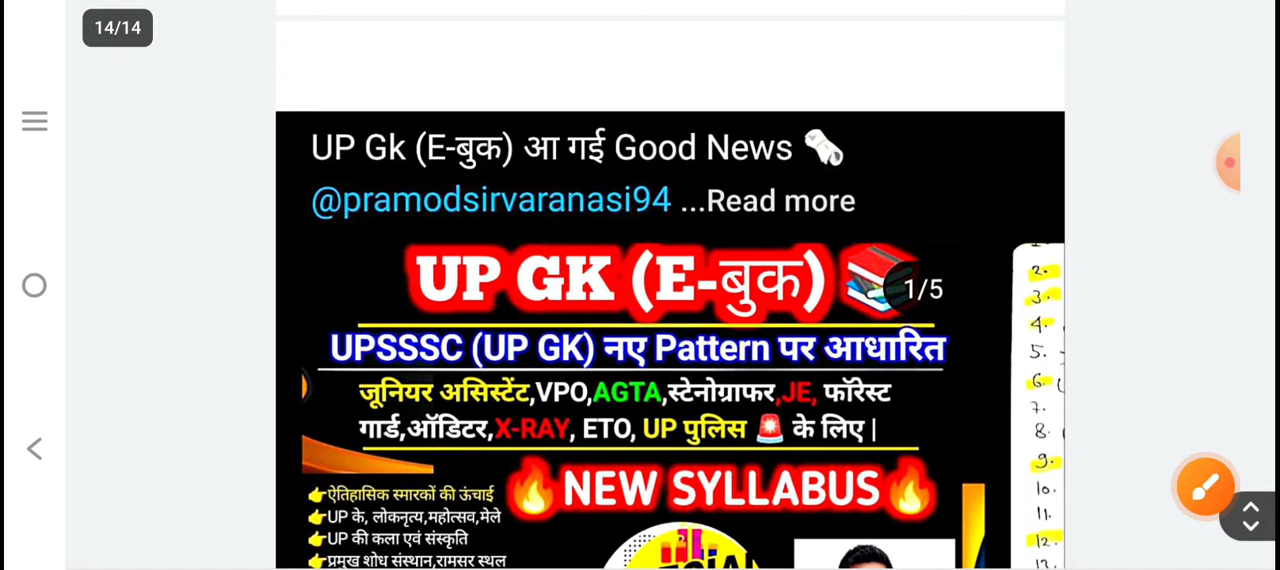 14/14
UP Gk (E-बुक) आ गई Good News
@pramodsirvaranasi94 ...Read more
UP GK (E-बुक)
1/5
UPSSSC (UP GK) नए Pattern पर आधारित
जूनियर असिस्टेंट,VPO,AGTA,स्टेनोग्राफर,JE, फॉरेस्ट
गार्ड,ऑडिटर,X-RAY, ETO, UP पुलिस के लिए |
NEW SYLLABUS
ऐतिहासिक स्मारकों की ऊंचाई
UP के, लोकनृत्य,महोत्सव,मेले
UP की कला एवं संस्कृति
प्रमुख शोध संस्थान,रामसर स्थल
2.
3.
4.
5.
6.
7.
8.
9.
10.
11.
12.